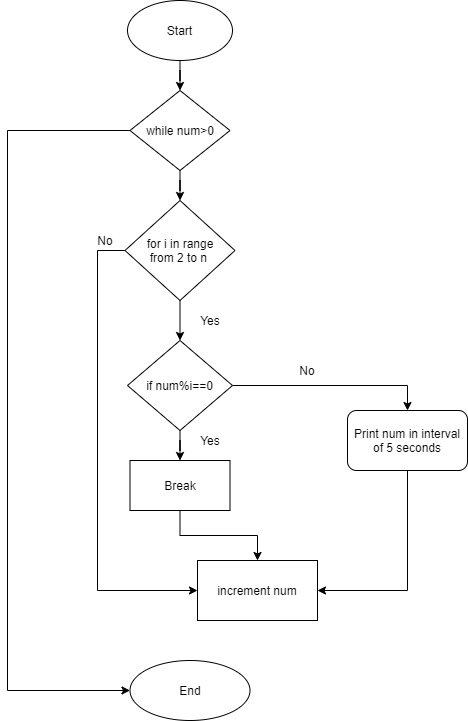 Start
while num>0
No
for i in range
from 2 to n
Yes
No
if num%i==0
Print num in interval
of 5 seconds
Yes
Break
increment num
End